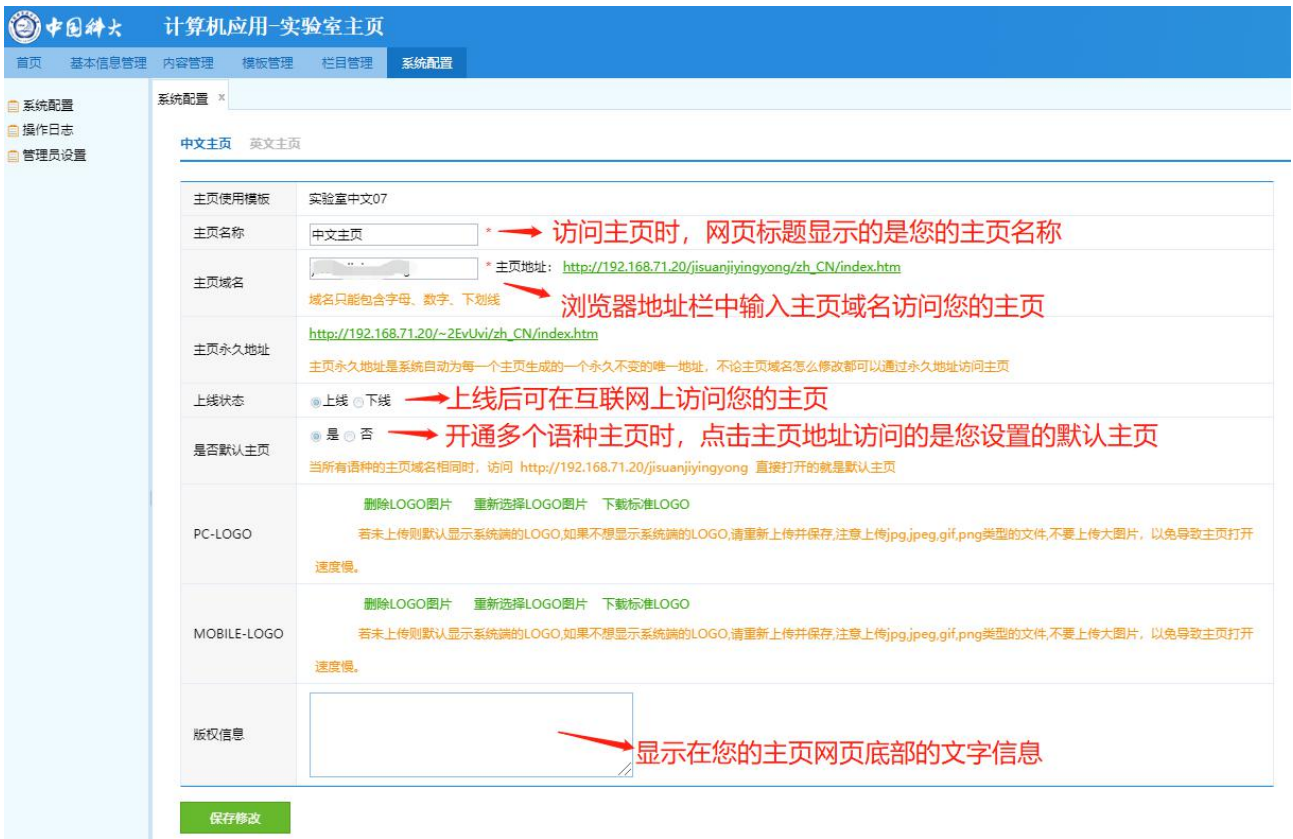 中国科大 计算机应用-实验室主页
首页 基本信息管理 内容管理 模板管理 栏目管理 系统配置
系统配置
操作日志
管理员设置
系统配置 ×
中文主页 英文主页
主页使用模板 实验室中文07
主页名称 中文主页 * 访问主页时，网页标题显示的是您的主页名称
主页域名 * 主页地址： http://192.168.71.20/jisuanjiyingyong/zh_CN/index.htm
域名只能包含字母、数字、下划线 浏览器地址栏中输入主页域名访问您的主页
主页永久地址 http://192.168.71.20/~2EvUvi/zh_CN/index.htm
主页永久地址是系统自动为每一个主页生成的一个永久不变的唯一地址，不论主页域名怎么修改都可以通过永久地址访问主页
上线状态 上线 下线 上线后可在互联网上访问您的主页
是否默认主页 是 否 开通多个语种主页时，点击主页地址访问的是您设置的默认主页
当所有语种的主页域名相同时，访问 http://192.168.71.20/jisuanjiyingyong 直接打开的就是默认主页
PC-LOGO 删除LOGO图片 重新选择LOGO图片 下载标准LOGO
若未上传则默认显示系统端的LOGO,如果不想显示系统端的LOGO,请重新上传并保存,注意上传jpg,jpeg,gif,png类型的文件,不要上传大图片，以免导致主页打开
速度慢。
MOBILE-LOGO 删除LOGO图片 重新选择LOGO图片 下载标准LOGO
若未上传则默认显示系统端的LOGO,如果不想显示系统端的LOGO,请重新上传并保存,注意上传jpg,jpeg,gif,png类型的文件,不要上传大图片，以免导致主页打开
速度慢。
版权信息 显示在您的主页网页底部的文字信息
保存修改